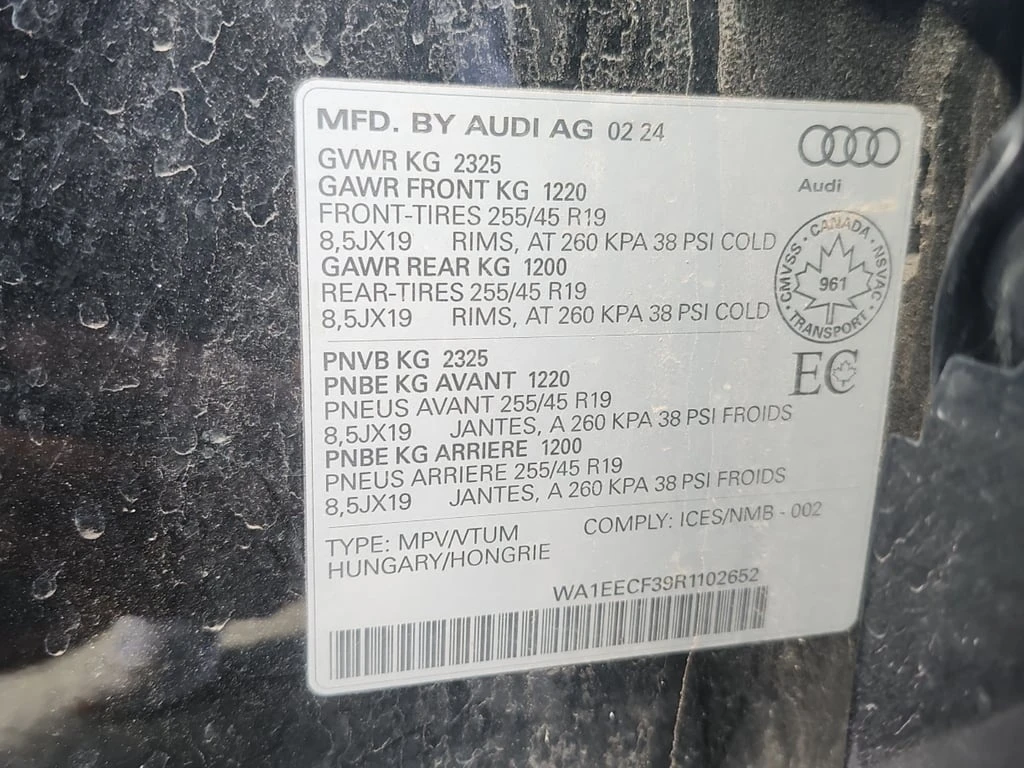 MFD. BY AUDI AG 02 24
GVWR KG 2325
GAWR FRONT KG 1220
FRONT-TIRES 255/45 R19
8,5JX19 RIMS, AT 260 KPA 38 PSI COLD
GAWR REAR KG 1200
REAR-TIRES 255/45 R19
8,5JX19 RIMS, AT 260 KPA 38 PSI COLD
Audi
CANADA · NSVAC · TRANSPORT · CMVSS ·
961
PNVB KG 2325
PNBE KG AVANT 1220
PNEUS AVANT 255/45 R19
8,5JX19 JANTES, A 260 KPA 38 PSI FROIDS
PNBE KG ARRIERE 1200
PNEUS ARRIERE 255/45 R19
8,5JX19 JANTES, A 260 KPA 38 PSI FROIDS
EC
TYPE: MPV/VTUM COMPLY: ICES/NMB - 002
HUNGARY/HONGRIE
WA1EECF39R1102652